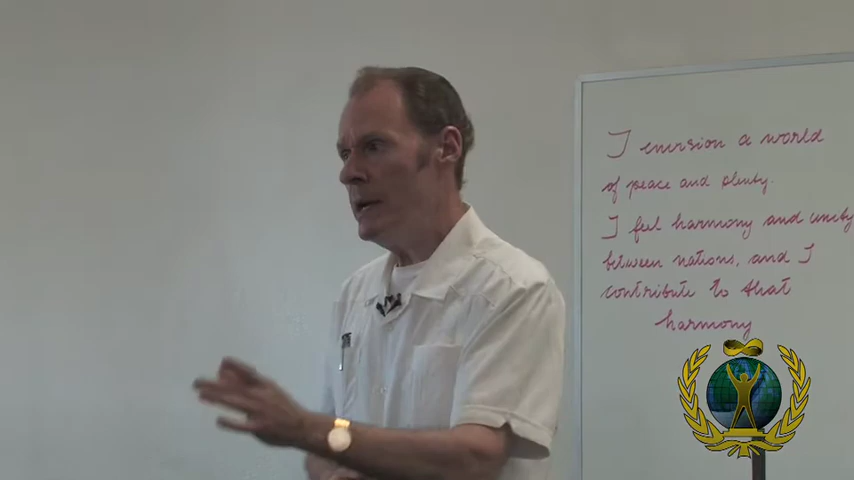 I envision a world
of peace and plenty.
I feel harmony and unity
between nations, and I
contribute to that
harmony